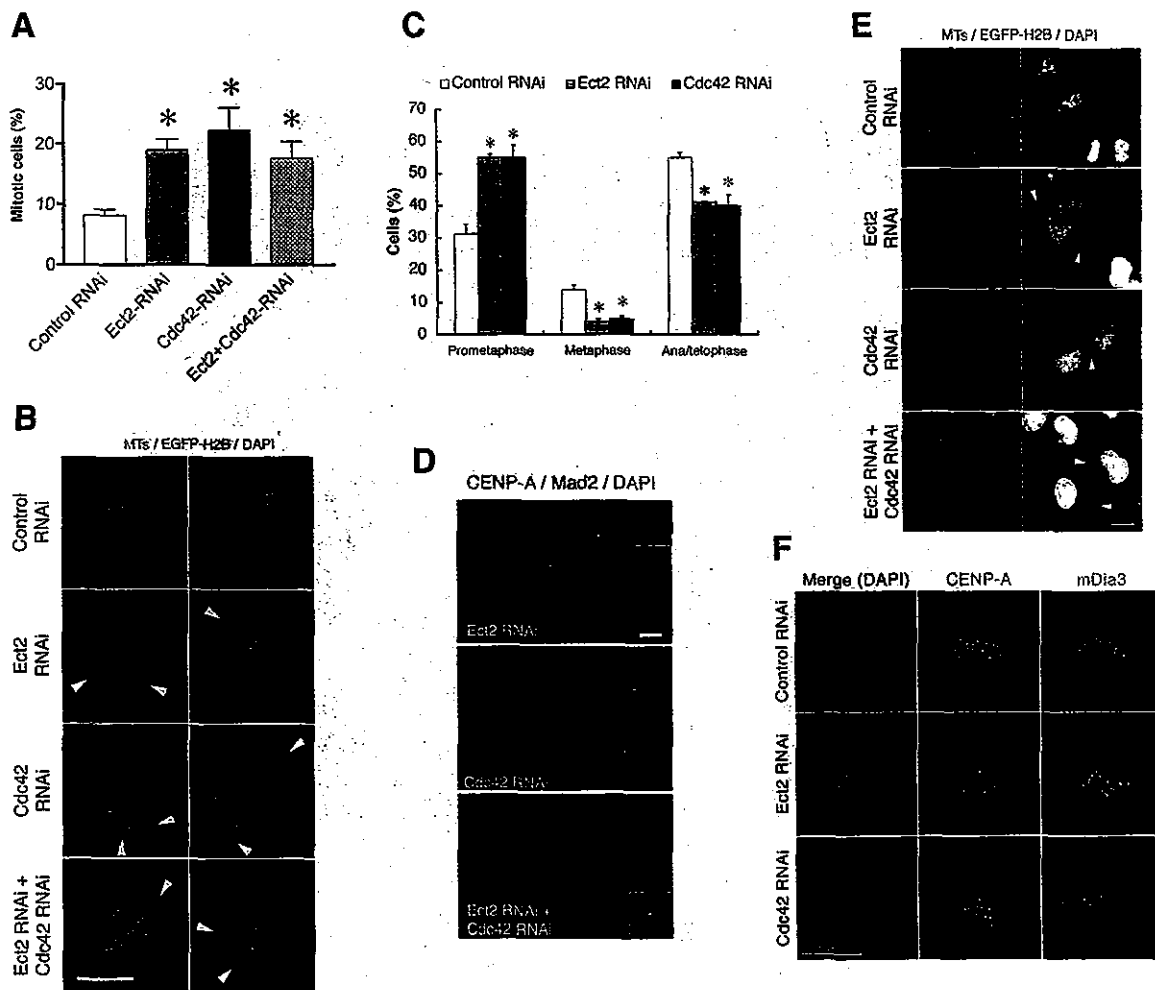 A
Mitotic cells (%)
30
20
10
0
*
*
*
Control RNAi
Ect2-RNAi
Cdc42-RNAi
Ect2+Cdc42-RNAi
B
MTs / EGFP-H2B / DAPI
Control
RNAi
Ect2
RNAi
Cdc42
RNAi
Ect2 RNAi +
Cdc42 RNAi
C
Control RNAi
Ect2 RNAi
Cdc42 RNAi
Cells (%)
70
60
50
40
30
20
10
0
* *
* *
* *
Prometaphase
Metaphase
Ana/telophase
D
CENP-A / Mad2 / DAPI
Ect2 RNAi
Cdc42 RNAi
Ect2 RNAi +
Cdc42 RNAi
E
MTs / EGFP-H2B / DAPI
Control
RNAi
Ect2
RNAi
Cdc42
RNAi
Ect2 RNAi +
Cdc42 RNAi
F
Merge (DAPI)
CENP-A
mDia3
Control RNAi
Ect2 RNAi
Cdc42 RNAi